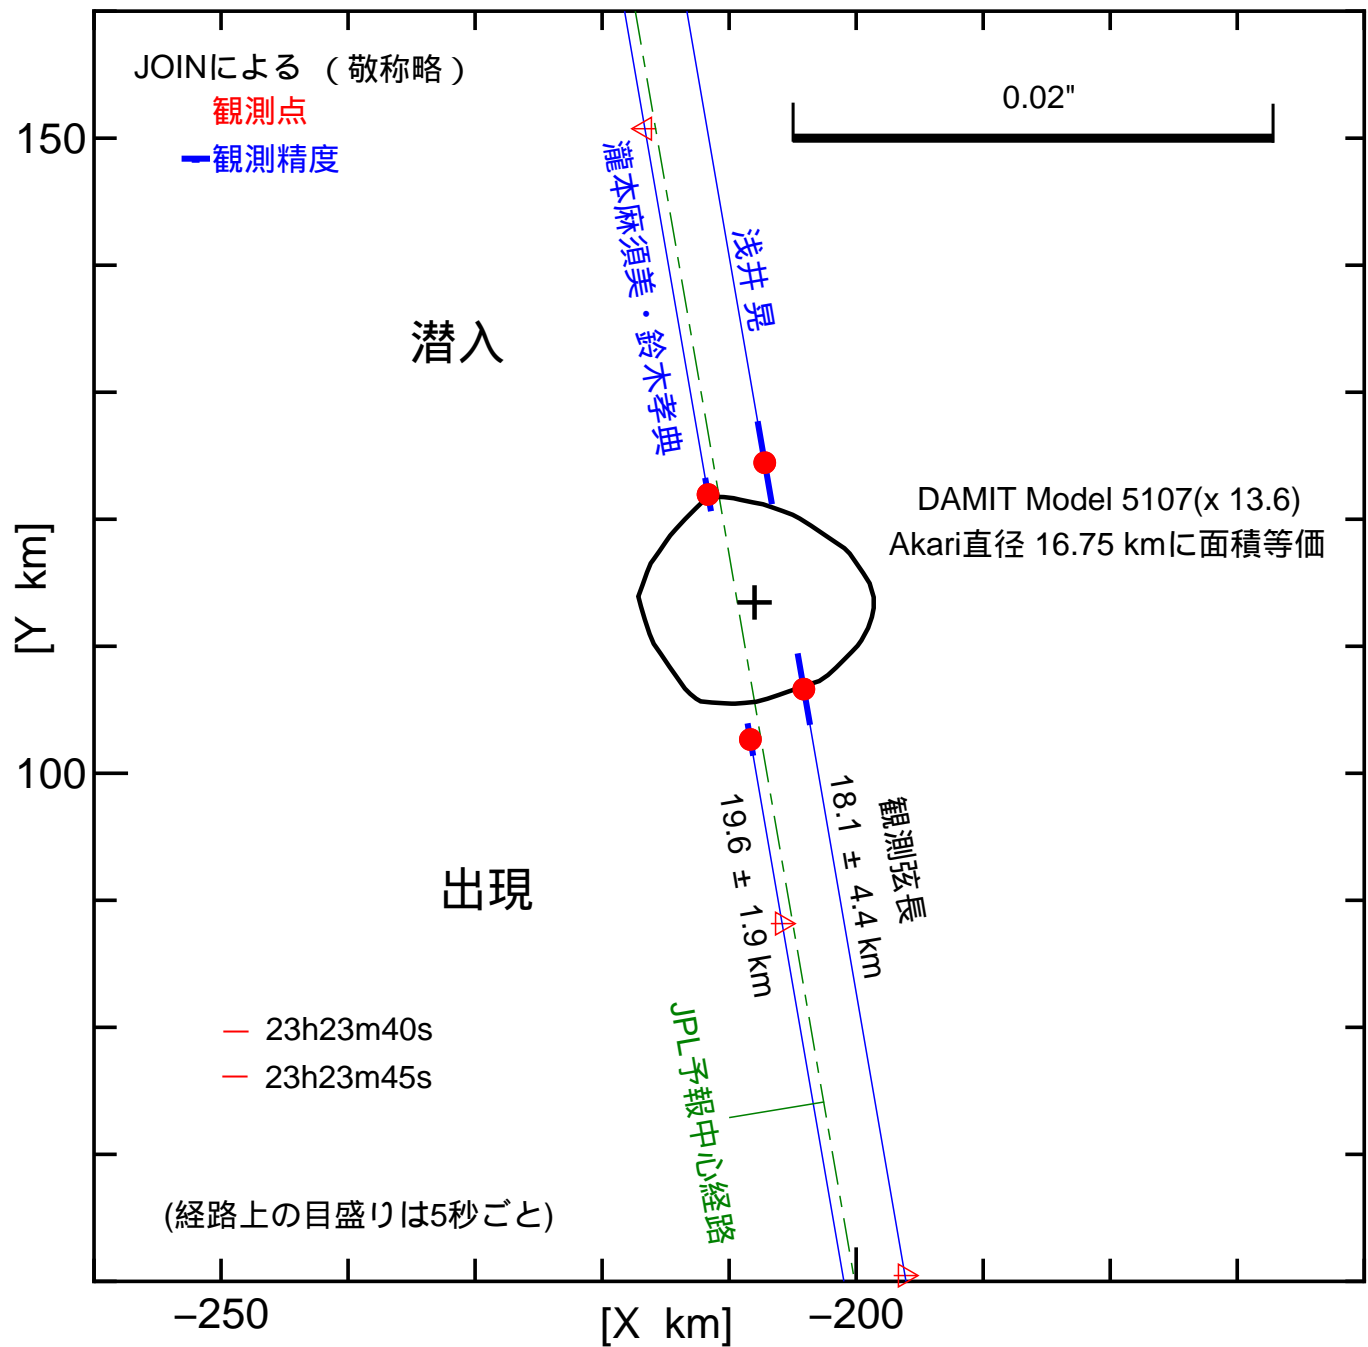 JOINによる （敬称略）
観測点
観測精度
0.02"
150
瀧本麻須美・鈴木孝典
浅井 晃
潜入
DAMIT Model 5107(x 13.6)
Akari直径 16.75 kmに面積等価
[Y km]
100
19.6 ± 1.9 km
18.1 ± 4.4 km
観測弦長
出現
JPL予報中心経路
23h23m40s
23h23m45s
(経路上の目盛りは5秒ごと)
−250
[X km]
−200